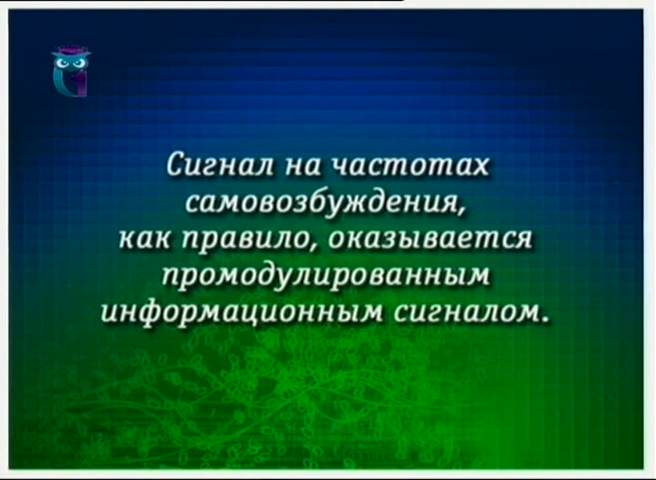 Сигнал на частотах
самовозбуждения,
как правило, оказывается
промодулированным
информационным сигналом.